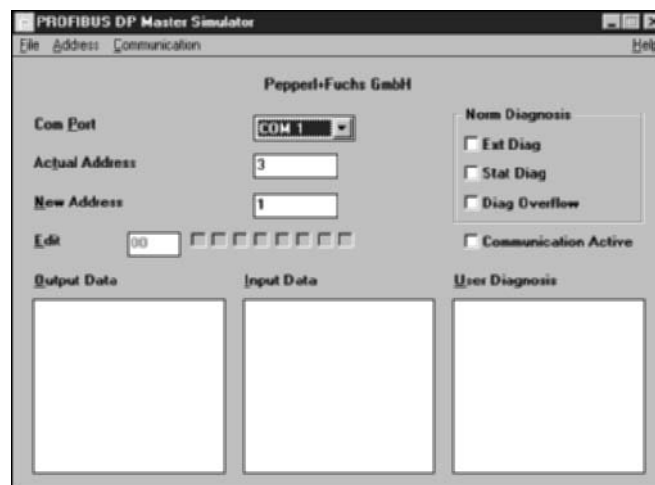 PROFIBUS DP Master Simulator
File Address Communication Help
Pepperl+Fuchs GmbH
Com Port
COM 1
Norm Diagnosis
Ext Diag
Stat Diag
Diag Overflow
Actual Address
3
New Address
1
Edit
00
Communication Active
Output Data
Input Data
User Diagnosis